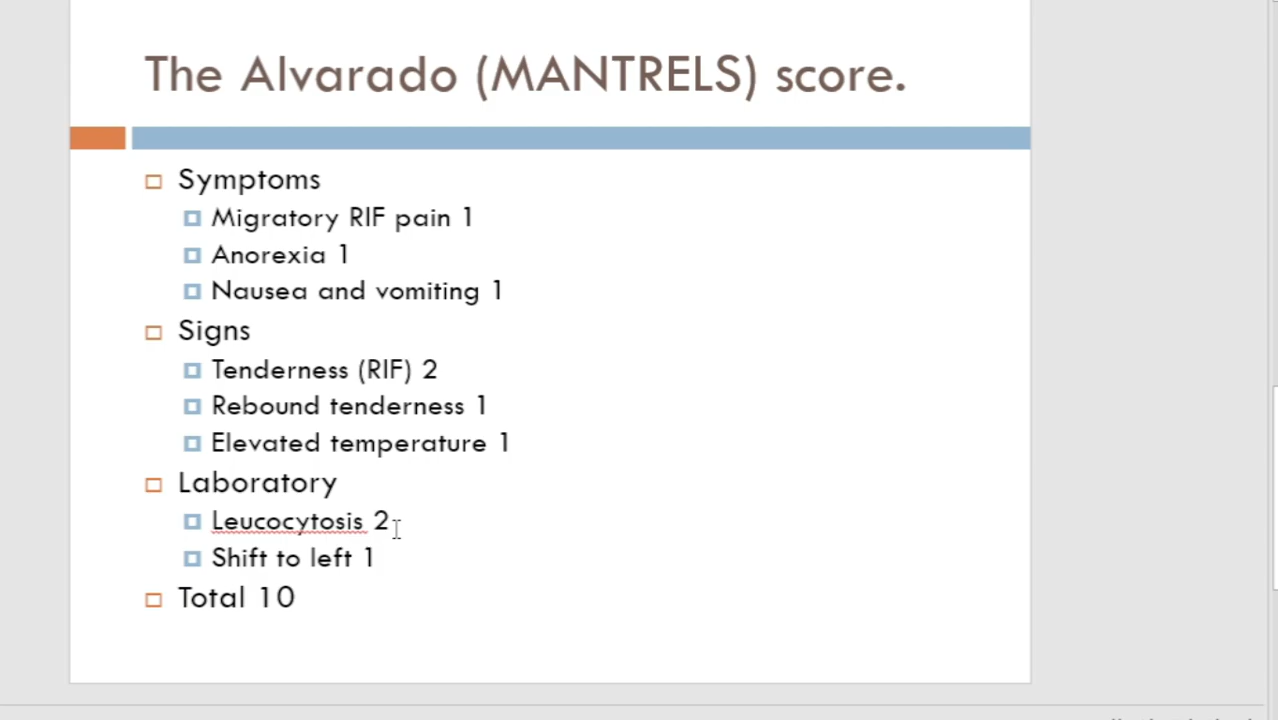 The Alvarado (MANTRELS) score.
Symptoms
Migratory RIF pain 1
Anorexia 1
Nausea and vomiting 1
Signs
Tenderness (RIF) 2
Rebound tenderness 1
Elevated temperature 1
Laboratory
Leucocytosis 2
Shift to left 1
Total 10